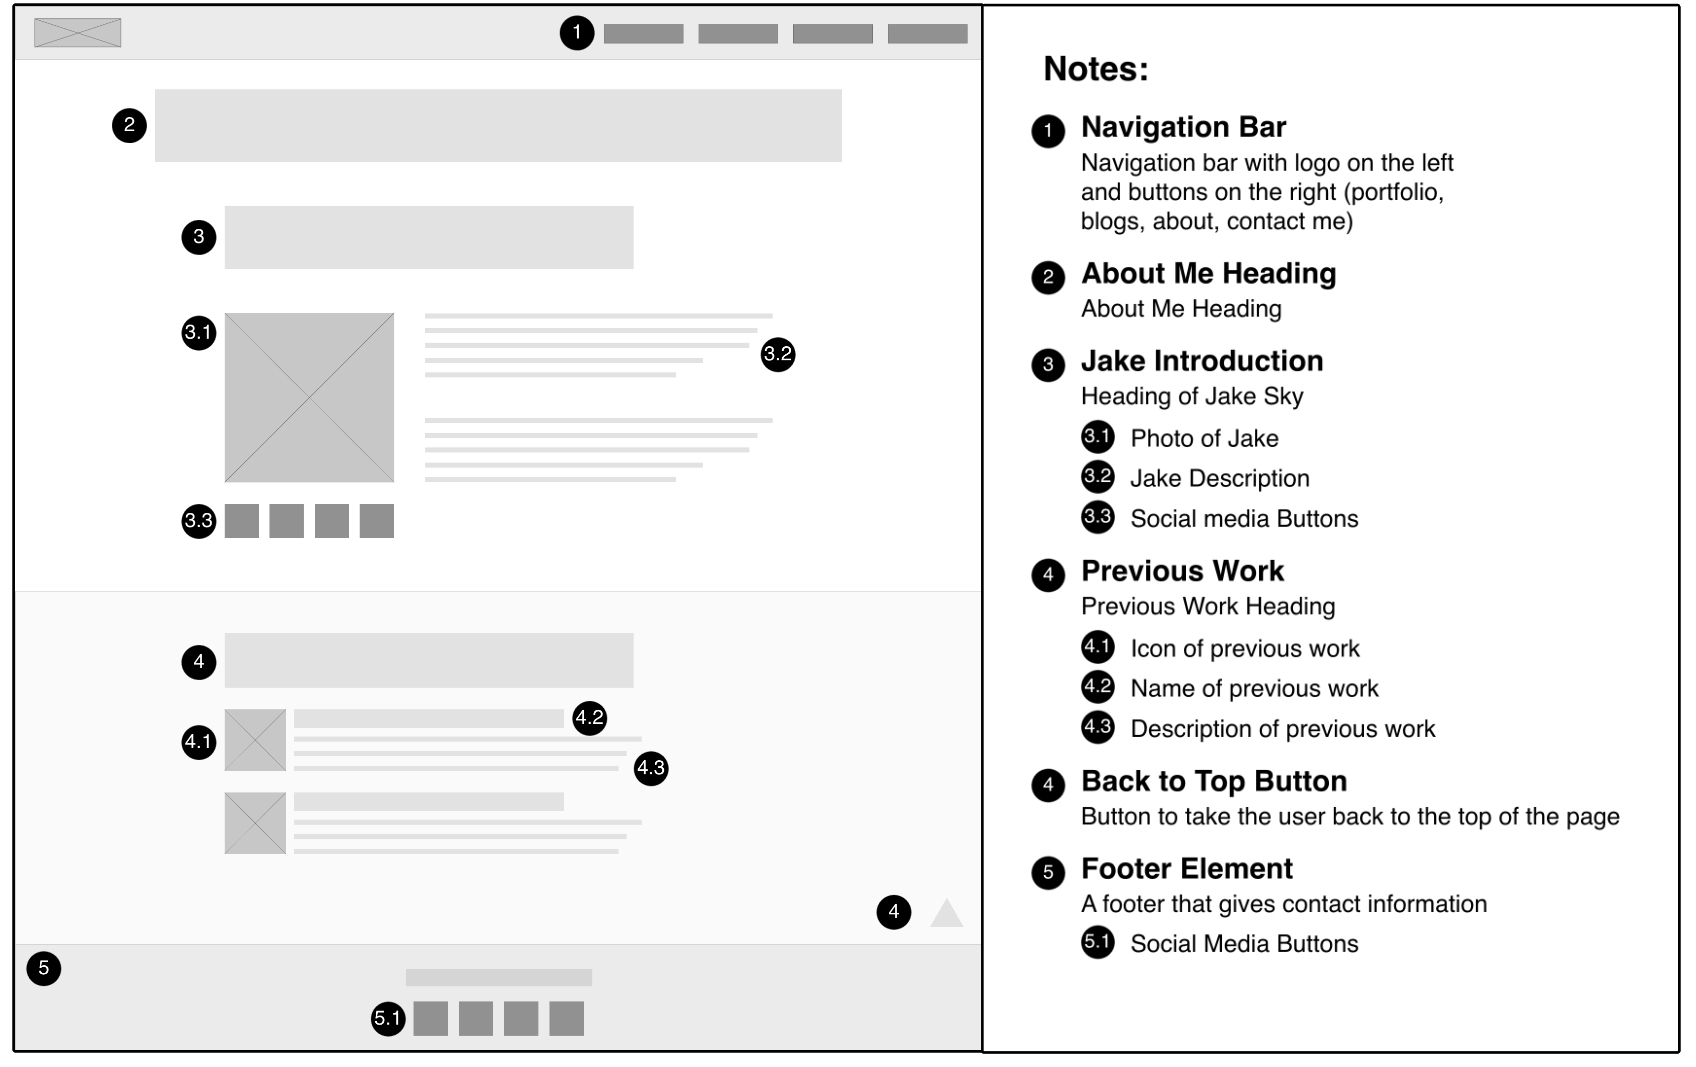 1
2
3
3.1
3.2
3.3
4
4.2
4.1
4.3
4
5
5.1
Notes:
1 Navigation Bar
Navigation bar with logo on the left
and buttons on the right (portfolio,
blogs, about, contact me)
2 About Me Heading
About Me Heading
3 Jake Introduction
Heading of Jake Sky
3.1 Photo of Jake
3.2 Jake Description
3.3 Social media Buttons
4 Previous Work
Previous Work Heading
4.1 Icon of previous work
4.2 Name of previous work
4.3 Description of previous work
4 Back to Top Button
Button to take the user back to the top of the page
5 Footer Element
A footer that gives contact information
5.1 Social Media Buttons